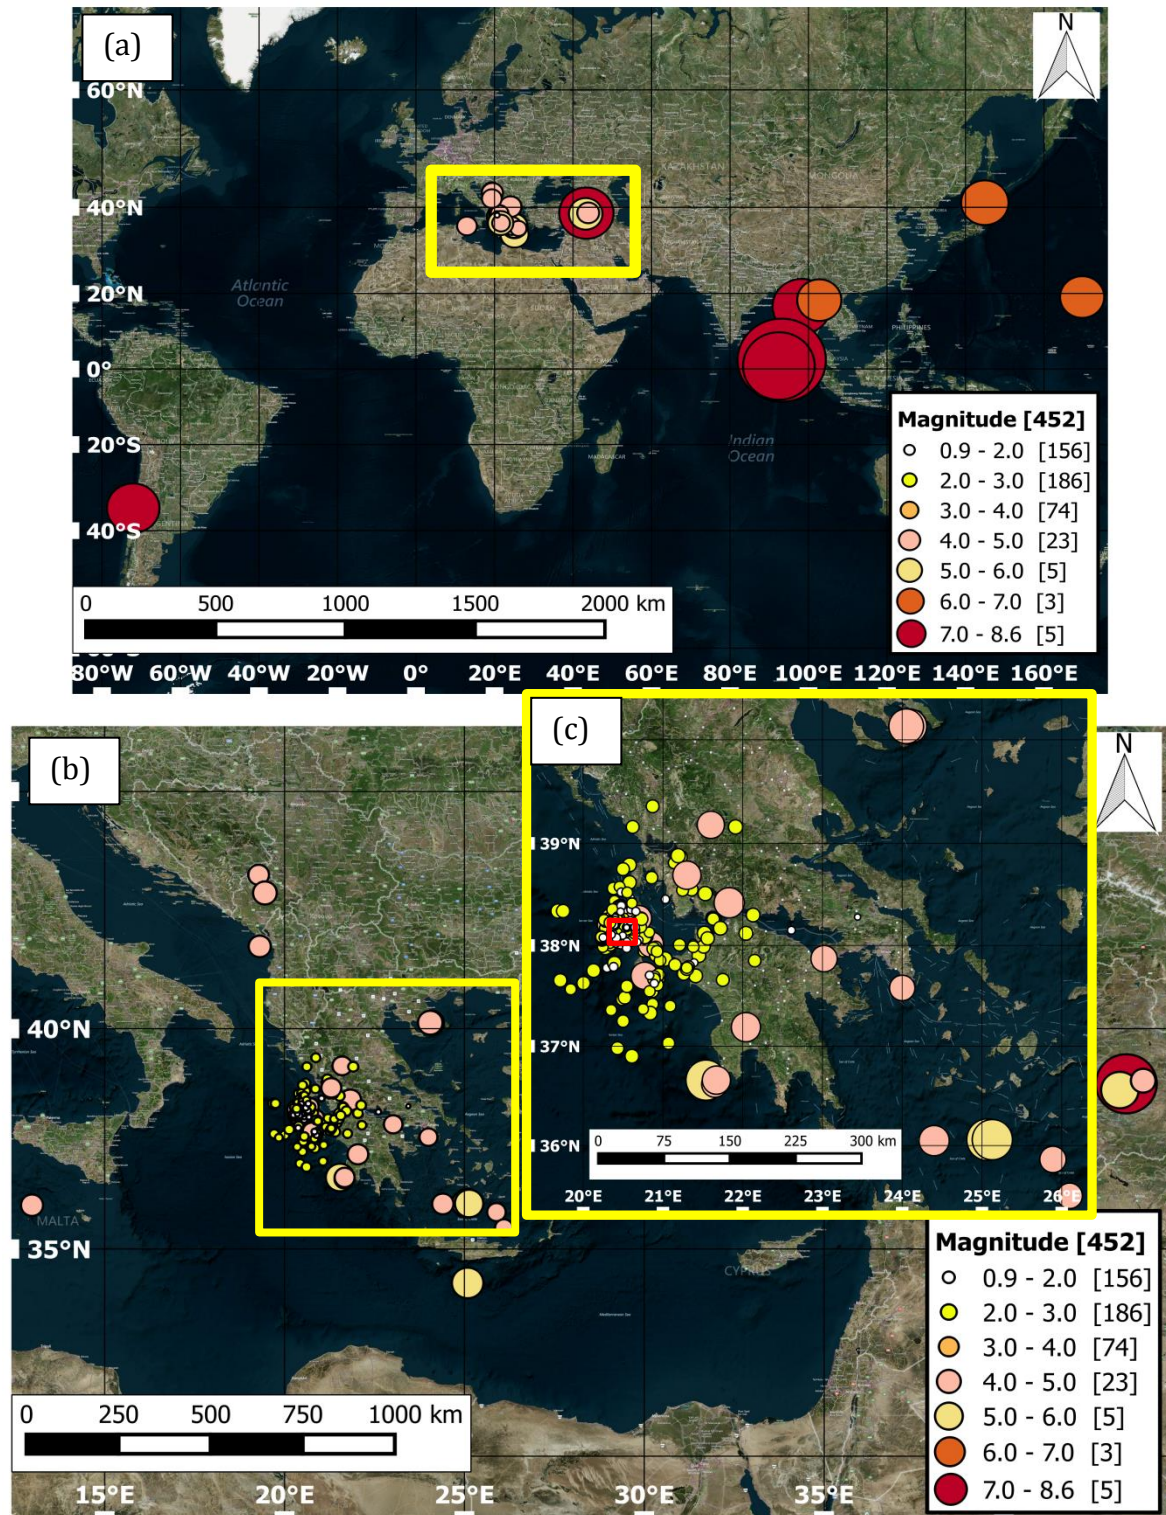 (a)
N
60°N
40°N
20°N
0°
20°S
40°S
60°S
Atlantic
Ocean
Indian
Ocean
KAZAKHSTAN
MONGOLIA
INDIA
PHILIPPINES
MADAGASCAR
Magnitude [452]
0.9 - 2.0 [156]
2.0 - 3.0 [186]
3.0 - 4.0 [74]
4.0 - 5.0 [23]
5.0 - 6.0 [5]
6.0 - 7.0 [3]
7.0 - 8.6 [5]
0 500 1000 1500 2000 km
80°W 60°W 40°W 20°W 0° 20°E 40°E 60°E 80°E 100°E 120°E 140°E 160°E
(b)
N
40°N
35°N
MALTA
CYPRUS
0 250 500 750 1000 km
15°E 20°E 25°E 30°E 35°E
(c)
39°N
38°N
37°N
36°N
0 75 150 225 300 km
20°E 21°E 22°E 23°E 24°E 25°E 26°E
Magnitude [452]
0.9 - 2.0 [156]
2.0 - 3.0 [186]
3.0 - 4.0 [74]
4.0 - 5.0 [23]
5.0 - 6.0 [5]
6.0 - 7.0 [3]
7.0 - 8.6 [5]